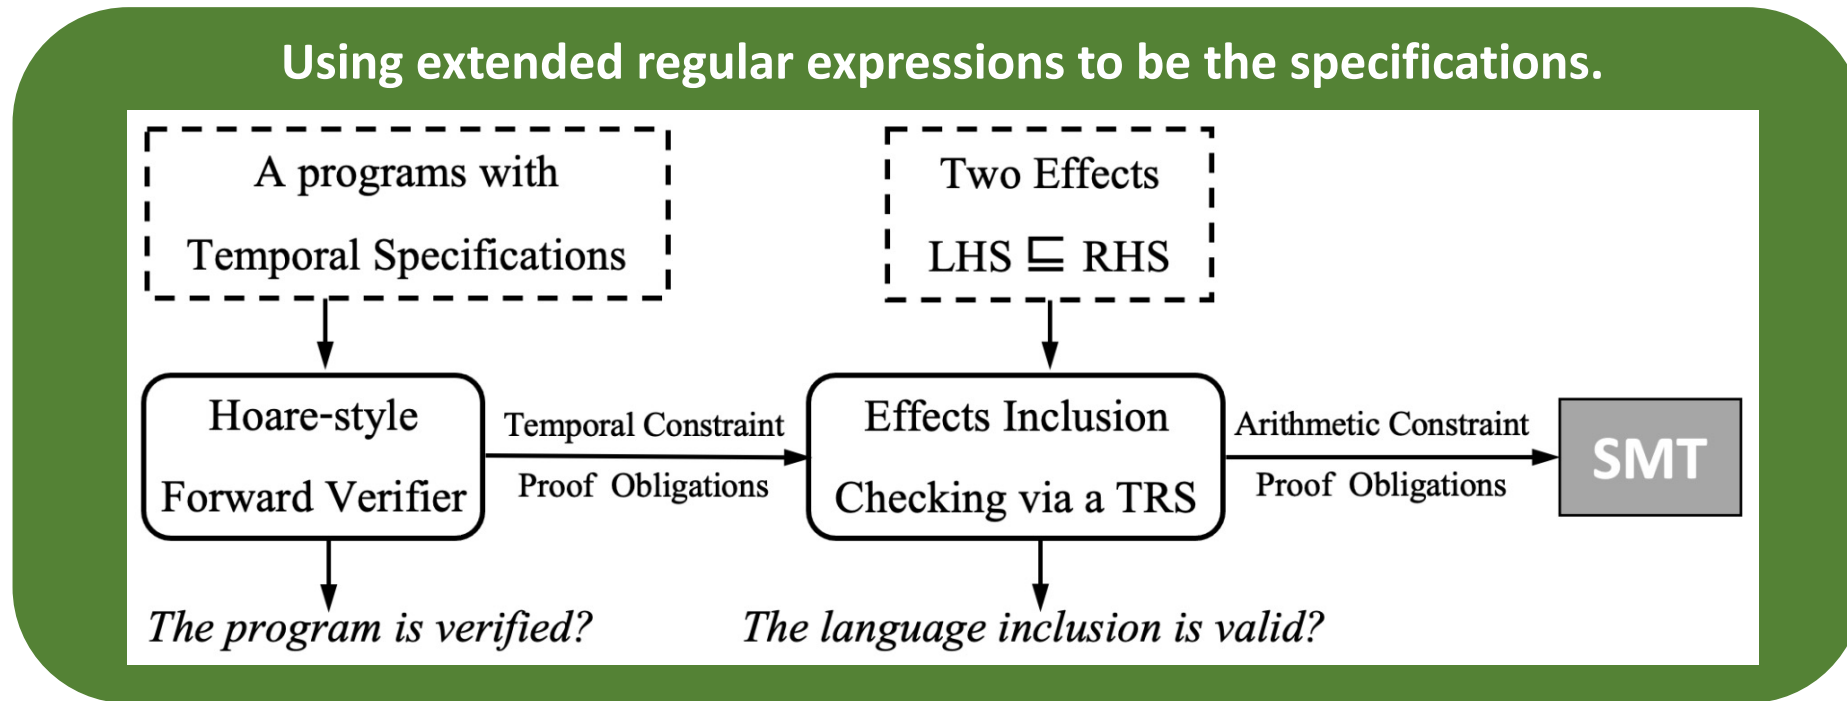 Using extended regular expressions to be the specifications.
A programs with
Temporal Specifications
Two Effects
LHS ⊑ RHS
Hoare-style
Forward Verifier
Temporal Constraint
Proof Obligations
Effects Inclusion
Checking via a TRS
Arithmetic Constraint
Proof Obligations
SMT
The program is verified?
The language inclusion is valid?